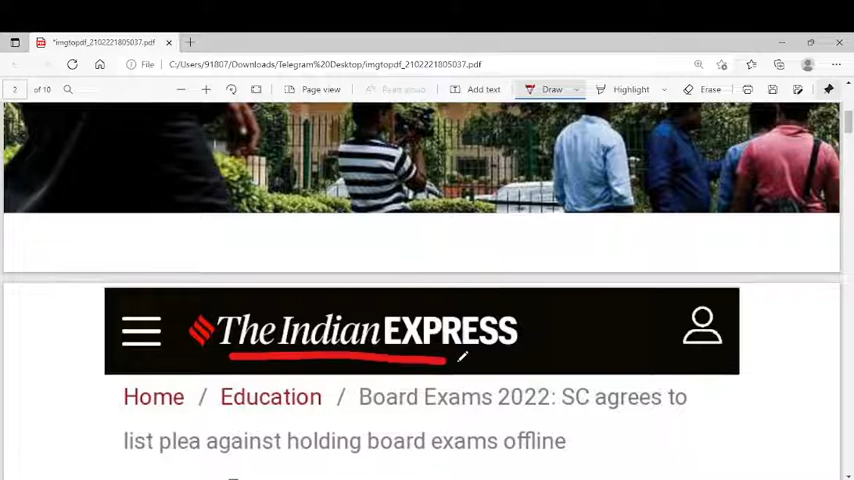 *imgtopdf_2102221805037.pdf
File C:/Users/91807/Downloads/Telegram%20Desktop/imgtopdf_2102221805037.pdf
2 of 10 Page view Read aloud Add text Draw Highlight Erase
The Indian EXPRESS
Home / Education / Board Exams 2022: SC agrees to
list plea against holding board exams offline